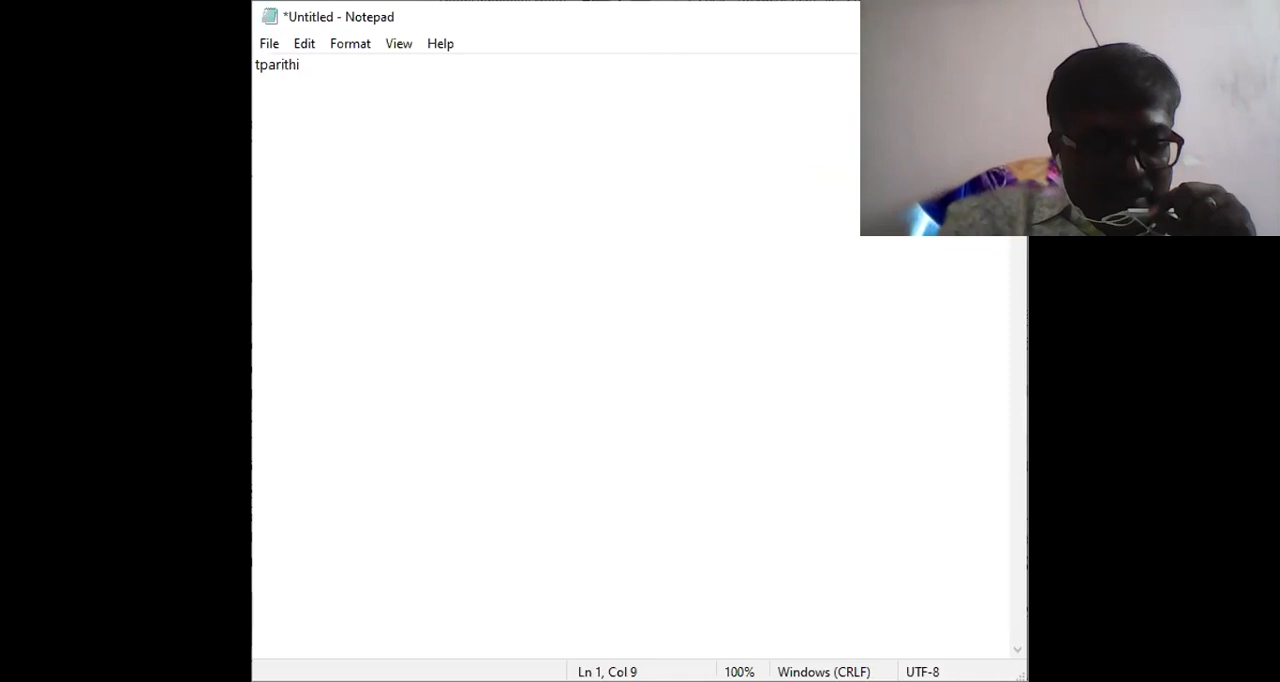 *Untitled - Notepad
File Edit Format View Help
tparithi
Ln 1, Col 9 100% Windows (CRLF) UTF-8